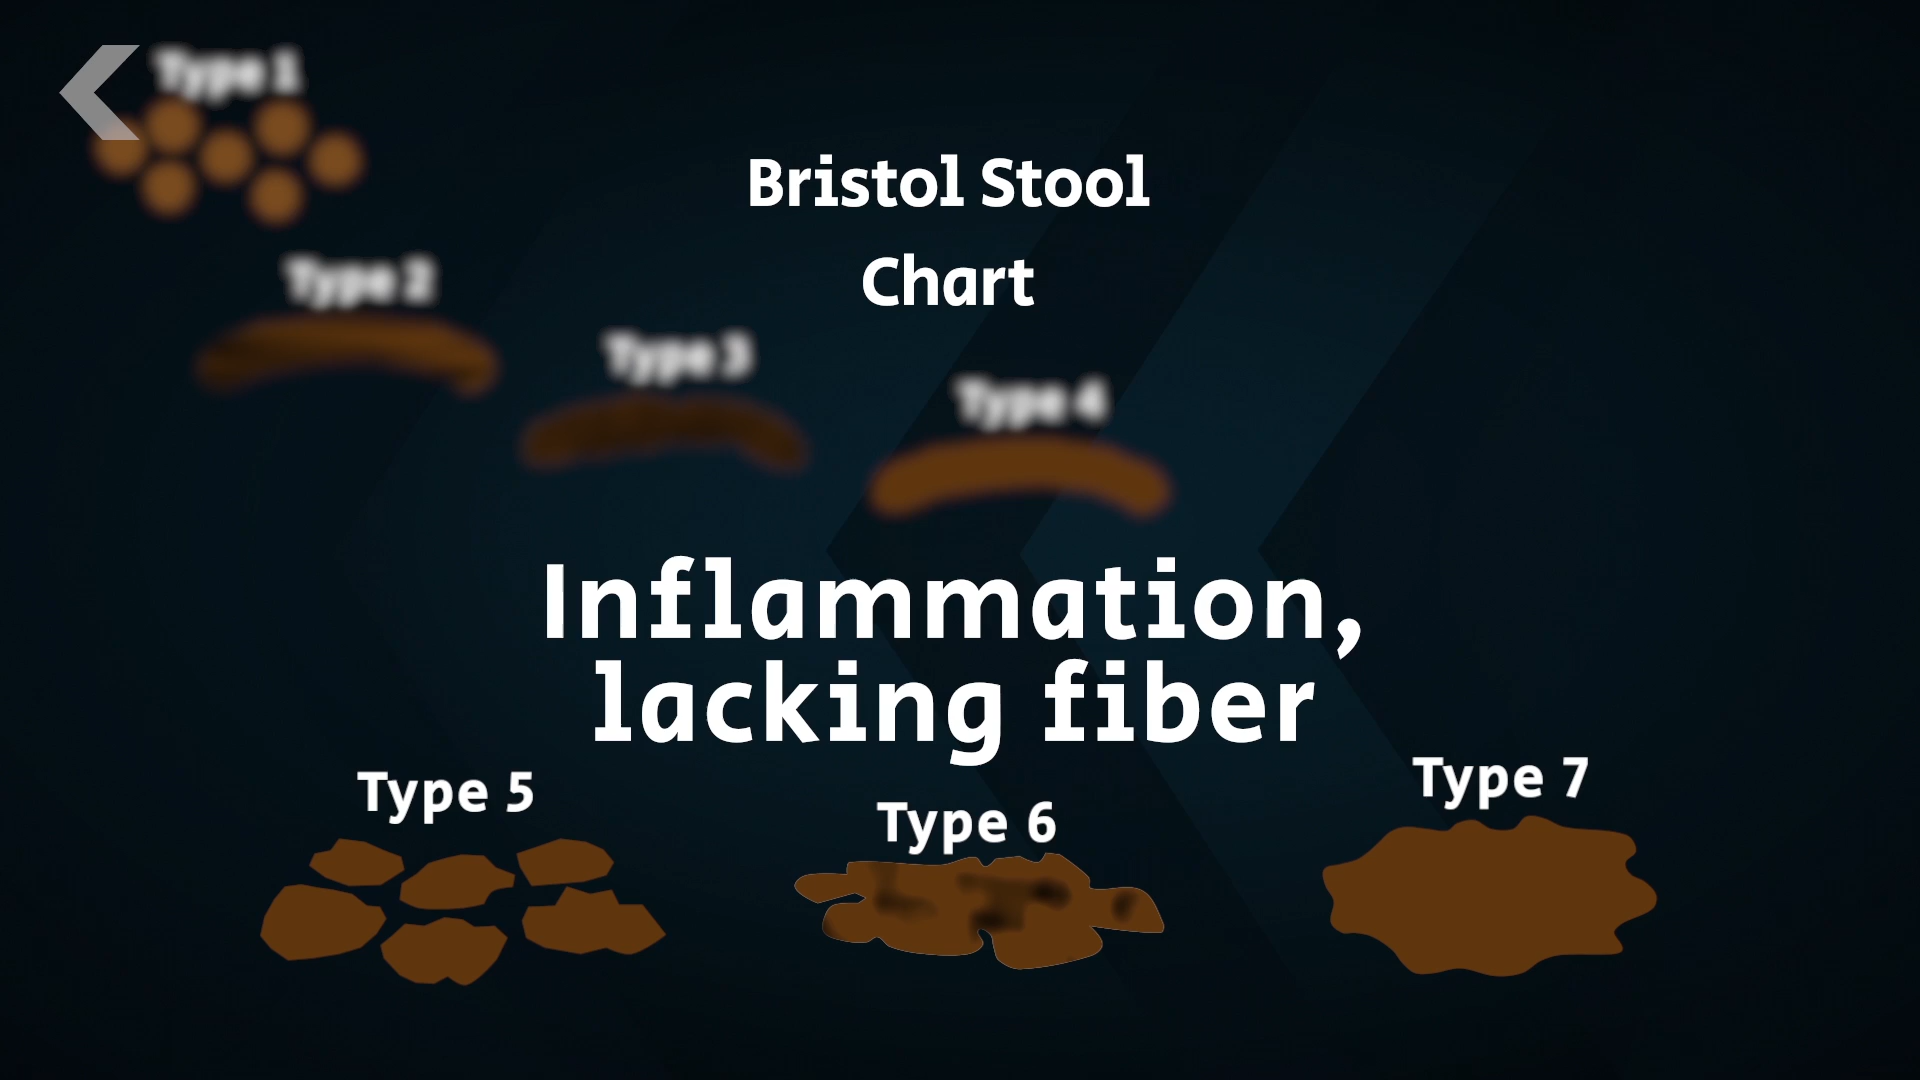 Type 1
Bristol Stool
Chart
Type 2
Type 3
Type 4
Inflammation,
lacking fiber
Type 5
Type 6
Type 7